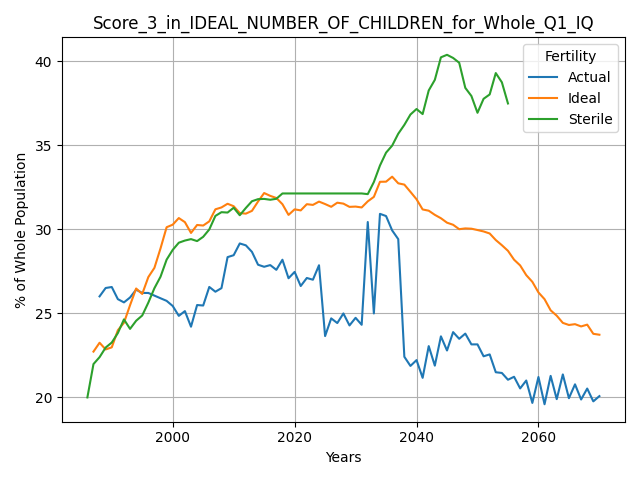 Score_3_in_IDEAL_NUMBER_OF_CHILDREN_for_Whole_Q1_IQ
Fertility
Actual
Ideal
Sterile
% of Whole Population
40
35
30
25
20
2000
2020
2040
2060
Years